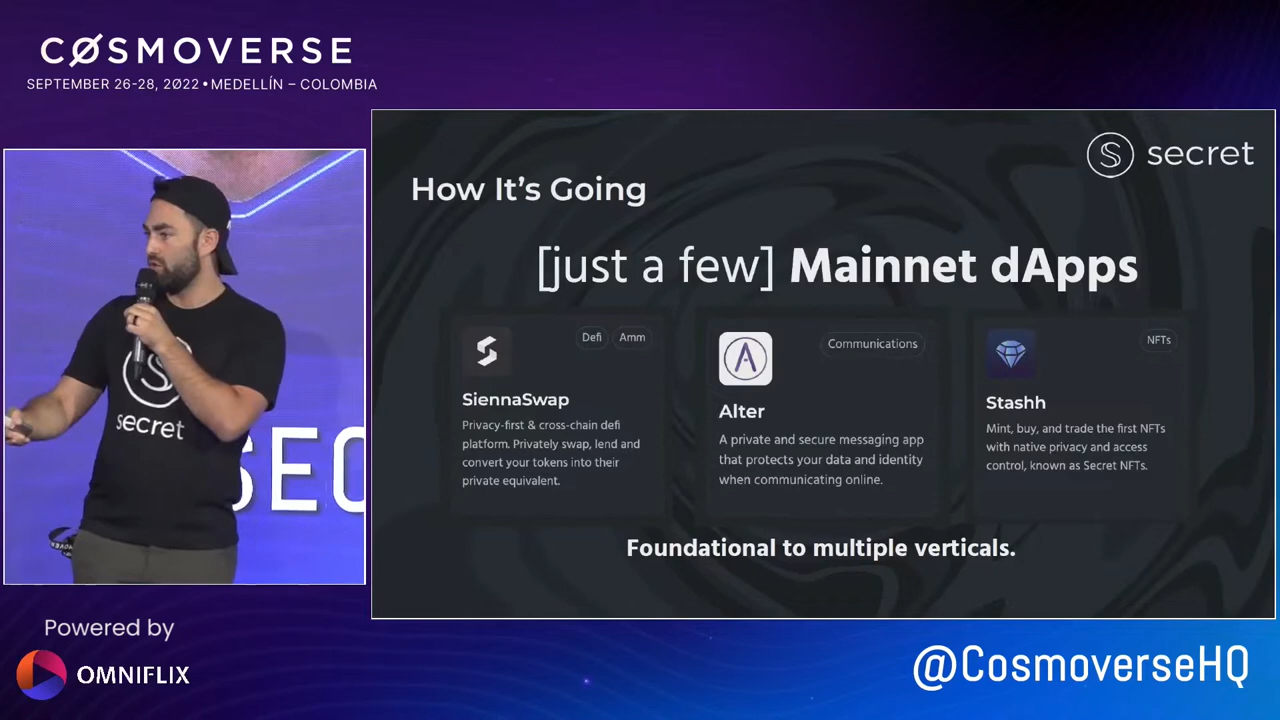 CØSMOVERSE
SEPTEMBER 26-28, 2Ø22 • MEDELLÍN – COLOMBIA
secret
How It's Going
[just a few] Mainnet dApps
Defi
Amm
SiennaSwap
Privacy-first & cross-chain defi
platform. Privately swap, lend and
convert your tokens into their
private equivalent.
Communications
Alter
A private and secure messaging app
that protects your data and identity
when communicating online.
NFTs
Stashh
Mint, buy, and trade the first NFTs
with native privacy and access
control, known as Secret NFTs.
Foundational to multiple verticals.
secret
SEC
Powered by
OMNIFLIX
@CosmoverseHQ